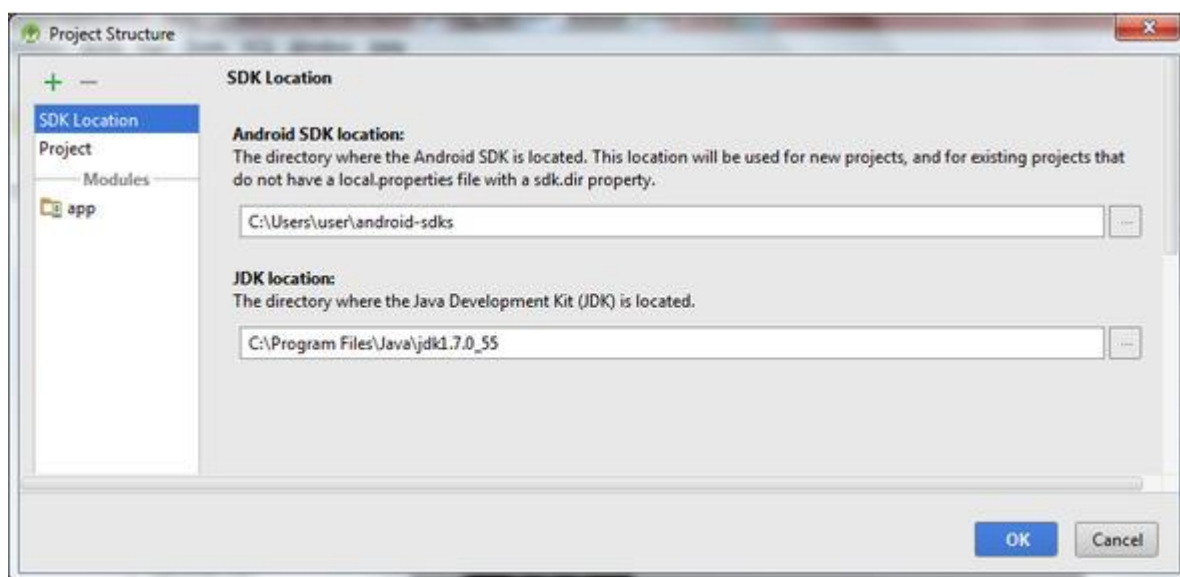 Project Structure
SDK Location
Project
Modules
app
SDK Location
Android SDK location:
The directory where the Android SDK is located. This location will be used for new projects, and for existing projects that
do not have a local.properties file with a sdk.dir property.
C:\Users\user\android-sdks
...
JDK location:
The directory where the Java Development Kit (JDK) is located.
C:\Program Files\Java\jdk1.7.0_55
...
OK
Cancel